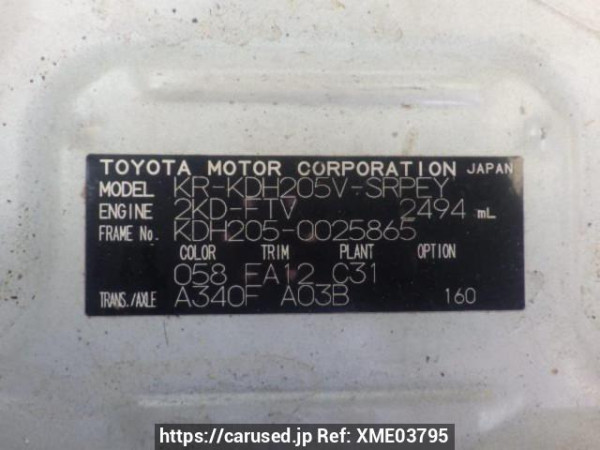 TOYOTA MOTOR CORPORATION JAPAN
MODEL KR-KDH205V-SRPEY
ENGINE 2KD-FTV 2494 mL
FRAME No. KDH205-0025865
COLOR TRIM PLANT OPTION
058 FA12 C31
TRANS./AXLE A340F A03B 160
https://carused.jp Ref: XME03795